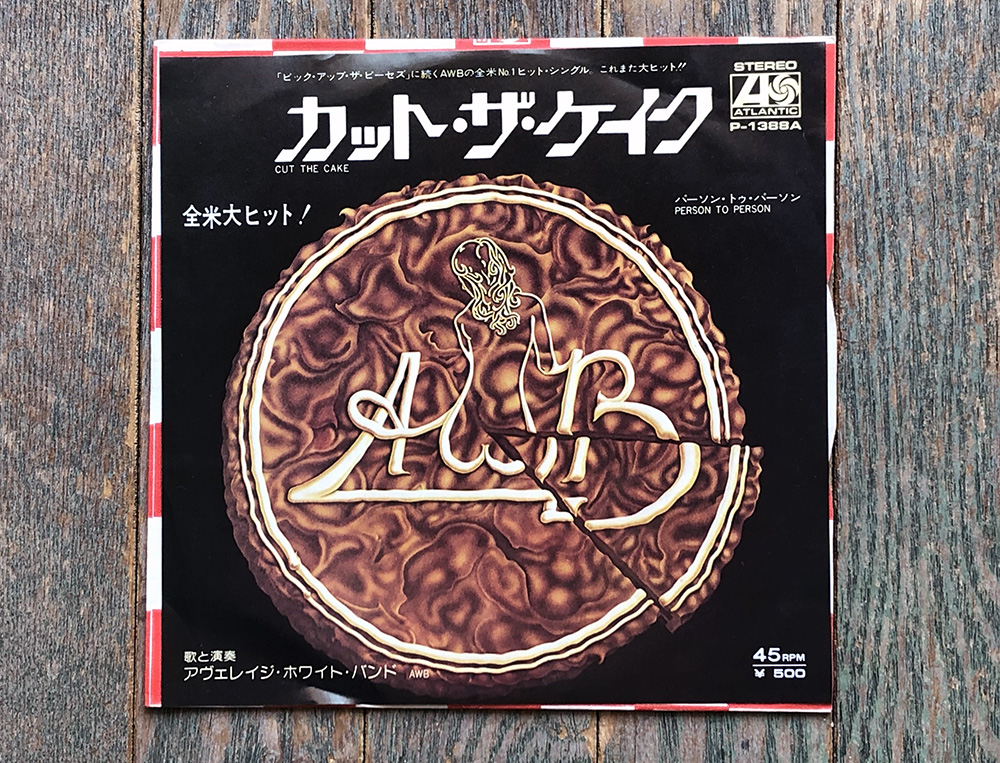 「ピック・アップ・ザ・ピーセズ」に続くAWBの全米No.1ヒット・シングル。これまた大ヒット!!
カット・ザ・ケイク
CUT THE CAKE
STEREO
ATLANTIC
P-1388A
全米大ヒット!
パーソン・トゥ・パーソン
PERSON TO PERSON
AWB
歌と演奏
アヴェレイジ・ホワイト・バンド AWB
45 RPM
¥ 500